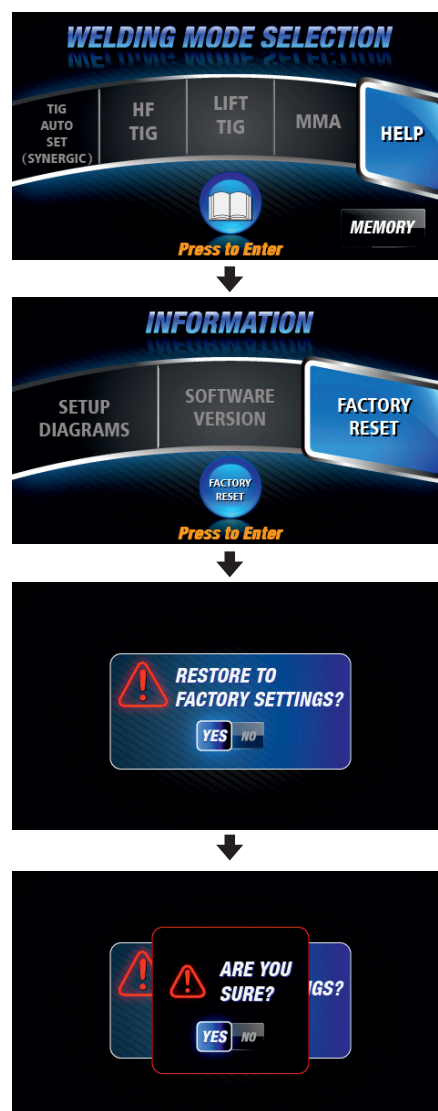 WELDING MODE SELECTION
TIG
AUTO
SET
(SYNERGIC)
HF
TIG
LIFT
TIG
MMA
HELP
MEMORY
Press to Enter
INFORMATION
SETUP
DIAGRAMS
SOFTWARE
VERSION
FACTORY
RESET
FACTORY
RESET
Press to Enter
RESTORE TO
FACTORY SETTINGS?
YES NO
ARE YOU
SURE?
NGS?
YES NO